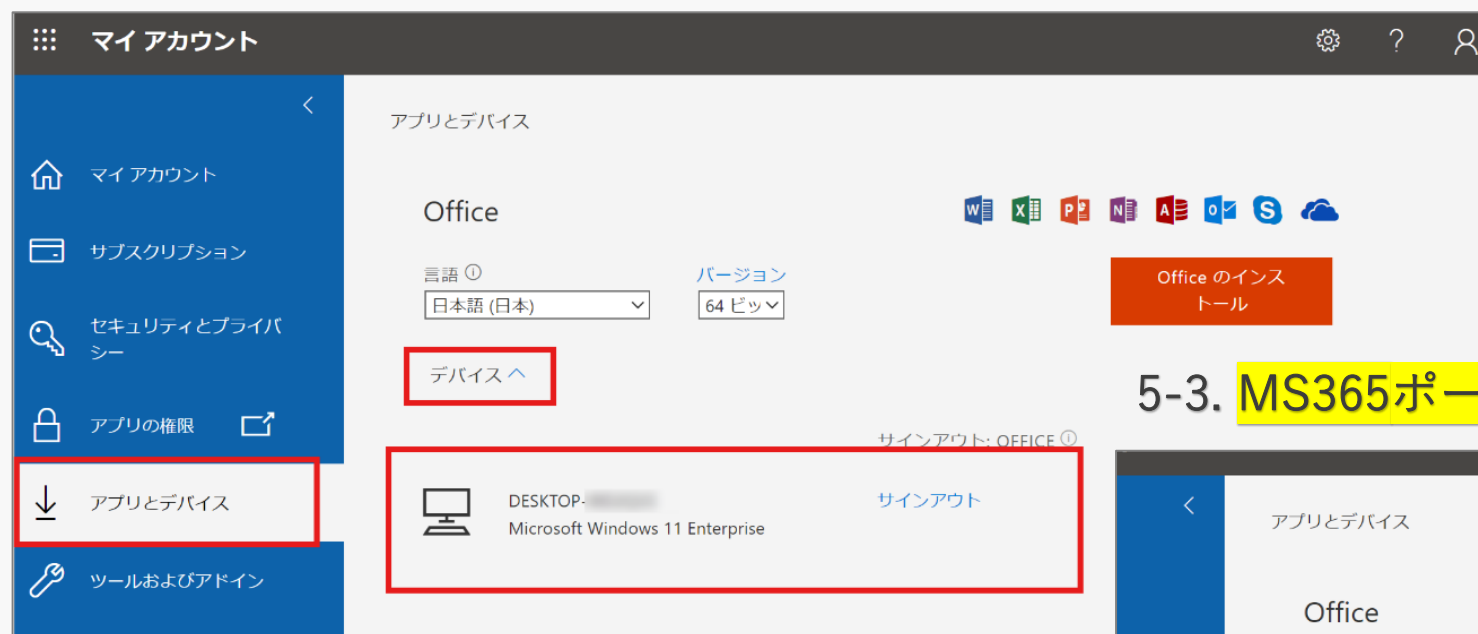 マイ アカウント
マイ アカウント
サブスクリプション
セキュリティとプライバ
シー
アプリの権限
アプリとデバイス
ツールおよびアドイン
アプリとデバイス
Office
言語
日本語 (日本)
バージョン
64 ビッ
Office のインス
トール
デバイス
サインアウト: OFFICE
DESKTOP-
Microsoft Windows 11 Enterprise
サインアウト
5-3. MS365ポー
アプリとデバイス
Office